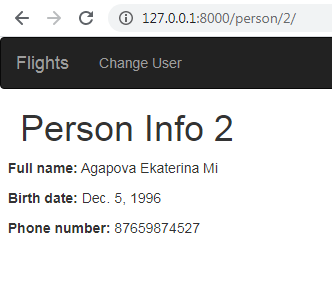 127.0.0.1:8000/person/2/
Flights Change User
Person Info 2
Full name: Agapova Ekaterina Mi
Birth date: Dec. 5, 1996
Phone number: 87659874527